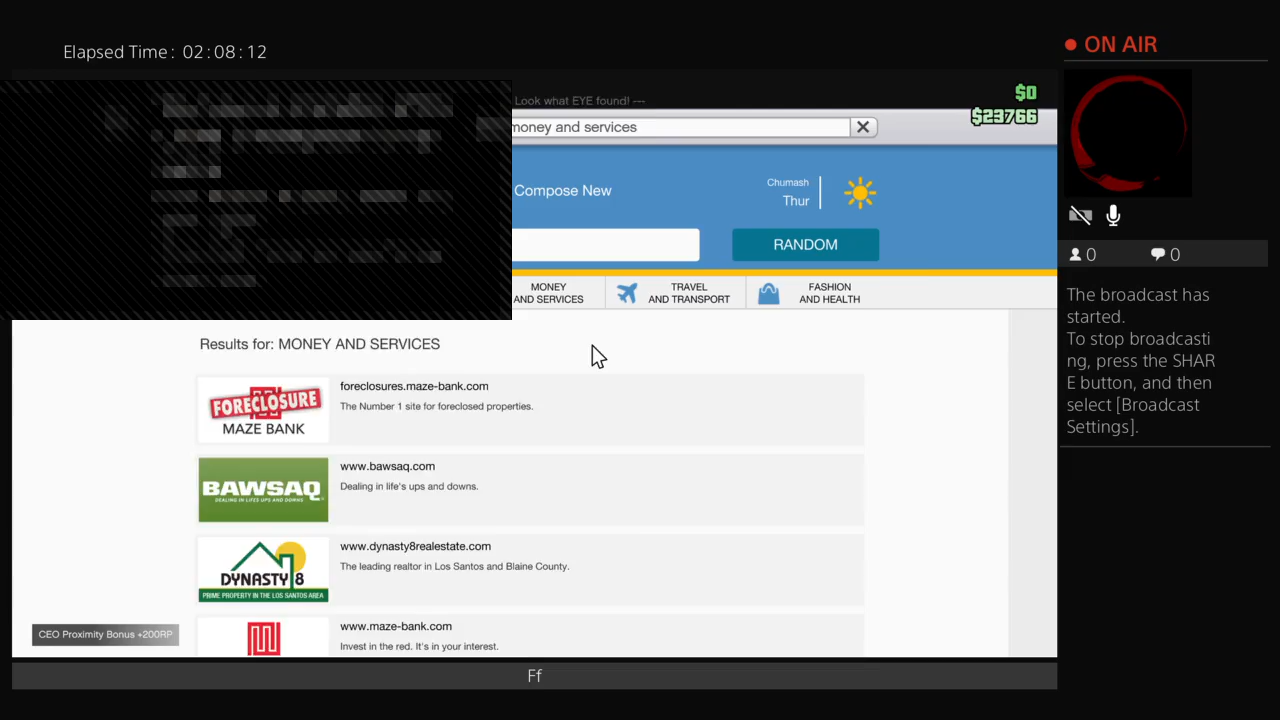 Elapsed Time: 02:08:12
ON AIR
Look what EYE found! ---
$0
$23766
money and services
Compose New
Chumash
Thur
RANDOM
0
0
MONEY
AND SERVICES
TRAVEL
AND TRANSPORT
FASHION
AND HEALTH
The broadcast has
started.
To stop broadcasti
ng, press the SHAR
E button, and then
select [Broadcast
Settings].
Results for: MONEY AND SERVICES
FORECLOSURE
MAZE BANK
foreclosures.maze-bank.com
The Number 1 site for foreclosed properties.
BAWSAQ
DEALING IN LIFE'S UPS AND DOWNS
www.bawsaq.com
Dealing in life's ups and downs.
DYNASTY 8
PRIME PROPERTY IN THE LOS SANTOS AREA
www.dynasty8realestate.com
The leading realtor in Los Santos and Blaine County.
www.maze-bank.com
Invest in the red. It's in your interest.
CEO Proximity Bonus +200RP
Ff